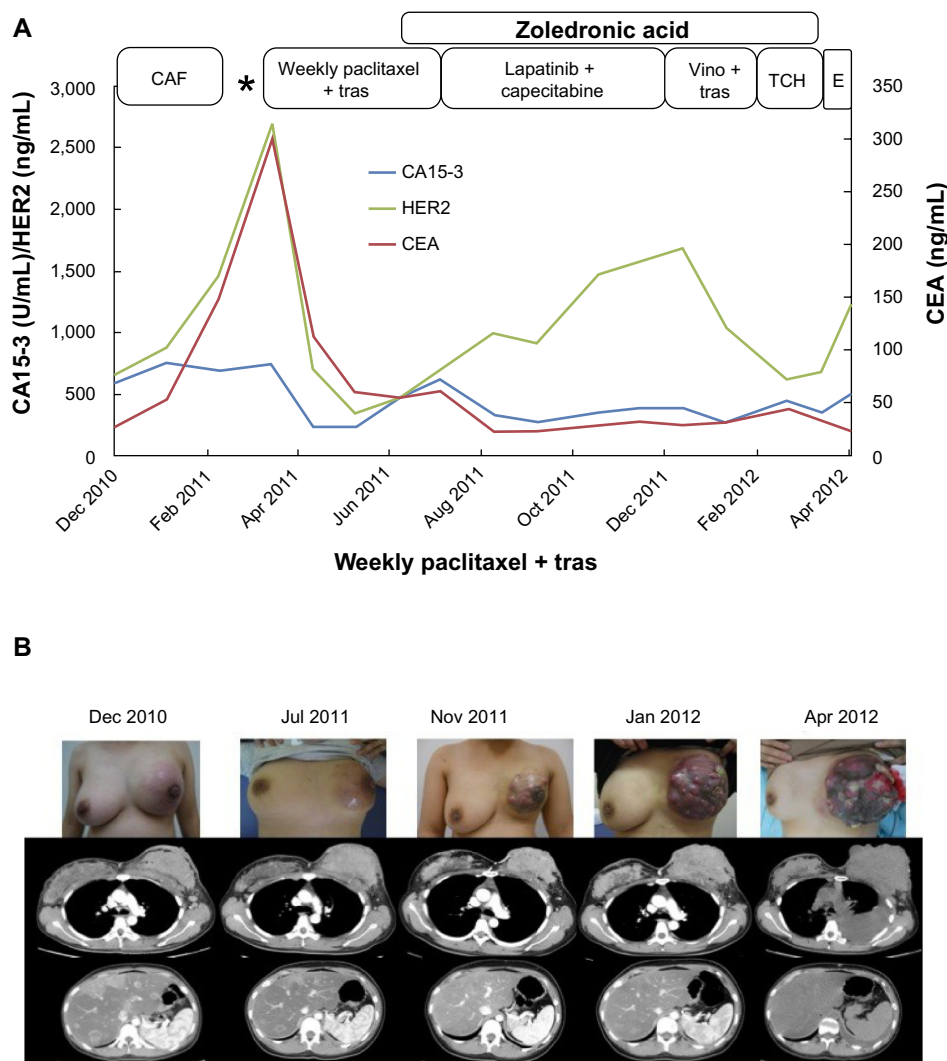 A
Zoledronic acid
CAF
*
Weekly paclitaxel
+ tras
Lapatinib +
capecitabine
Vino +
tras
TCH
E
CA15-3 (U/mL)/HER2 (ng/mL)
3,000
2,500
2,000
1,500
1,000
500
0
CA15-3
HER2
CEA
350
300
250
200
150
100
50
0
CEA (ng/mL)
Dec 2010
Feb 2011
Apr 2011
Jun 2011
Aug 2011
Oct 2011
Dec 2011
Feb 2012
Apr 2012
Weekly paclitaxel + tras
B
Dec 2010
Jul 2011
Nov 2011
Jan 2012
Apr 2012